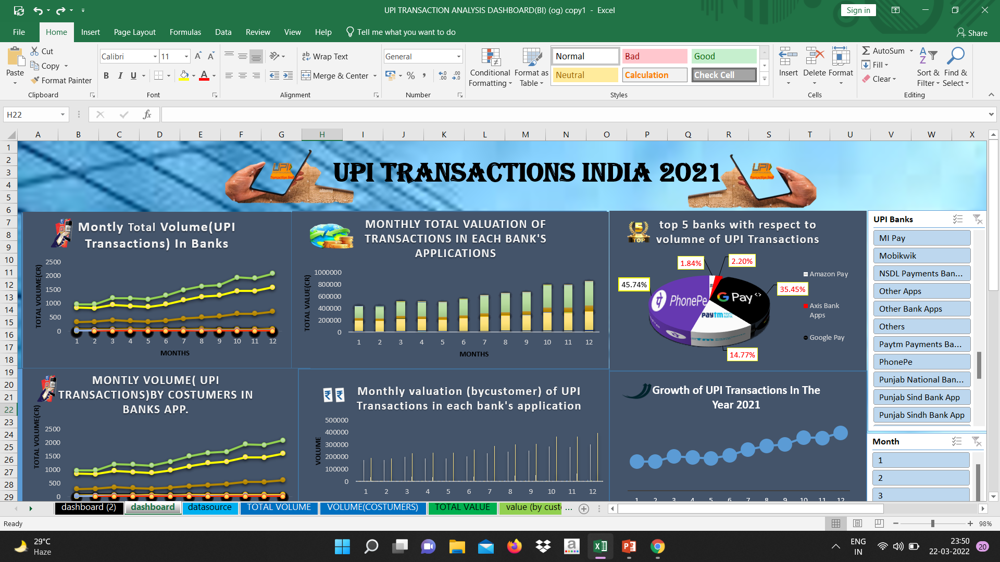 UPI TRANSACTION ANALYSIS DASHBOARD(BI) (og) copy1 - Excel
Sign in
File Home Insert Page Layout Formulas Data Review View Help Tell me what you want to do
Share
Paste
Cut
Copy
Format Painter
Clipboard
Calibri 11
B I U
Font
Wrap Text
Merge & Center
Alignment
General
Number
Conditional Formatting
Format as Table
Normal Bad Good
Neutral Calculation Check Cell
Styles
Insert Delete Format
Cells
AutoSum
Fill
Clear
Sort & Filter
Find & Select
Editing
H22
fx
A B C D E F G H I J K L M N O P Q R S T U V W X
1
2
3
4
5
6
7
8
9
10
11
12
13
14
15
16
17
18
19
20
21
22
23
24
25
26
27
28
29
UPI
Transaction limit
UPI TRANSACTIONS INDIA 2021
UPI
Transaction limit
Montly Total Volume(UPI
Transactions) In Banks
TOTAL VOLUME(CR)
2500
2000
1500
1000
500
0
1 2 3 4 5 6 7 8 9 10 11 12
MONTHS
MONTHLY TOTAL VALUATION OF
TRANSACTIONS IN EACH BANK'S
APPLICATIONS
TOTAL VALUE(CR)
1000000
800000
600000
400000
200000
0
1 2 3 4 5 6 7 8 9 10 11 12
MONTHS
5
TOP
top 5 banks with respect to
volumne of UPI Transactions
1.84%
2.20%
45.74%
35.45%
14.77%
PhonePe
G Pay
paytm
Amazon Pay
Axis Bank
Apps
Google Pay
UPI Banks
MI Pay
Mobikwik
NSDL Payments Ban...
Other Apps
Other Bank Apps
Others
Paytm Payments Ba...
PhonePe
Punjab National Ban...
Punjab Sind Bank App
Punjab Sindh Bank App
Month
1
2
3
MONTLY VOLUME( UPI
TRANSACTIONS)BY COSTUMERS IN
BANKS APP.
TOTAL VOLUME(CR)
2500
2000
1500
1000
500
0
₹ ₹
Monthly valuation (bycustomer) of UPI
Transactions in each bank's application
VOLUME
500000
400000
300000
200000
100000
0
1 2 3 4 5 6 7 8 9 10 11 12
Growth of UPI Transactions In The
Year 2021
1 2 3 4 5 6 7 8 9 10 11 12
dashboard (2) dashboard datasource TOTAL VOLUME VOLUME(COSTUMERS) TOTAL VALUE value (by custo ...
Ready
98%
29°C
Haze
ENG
IN
23:50
22-03-2022
20